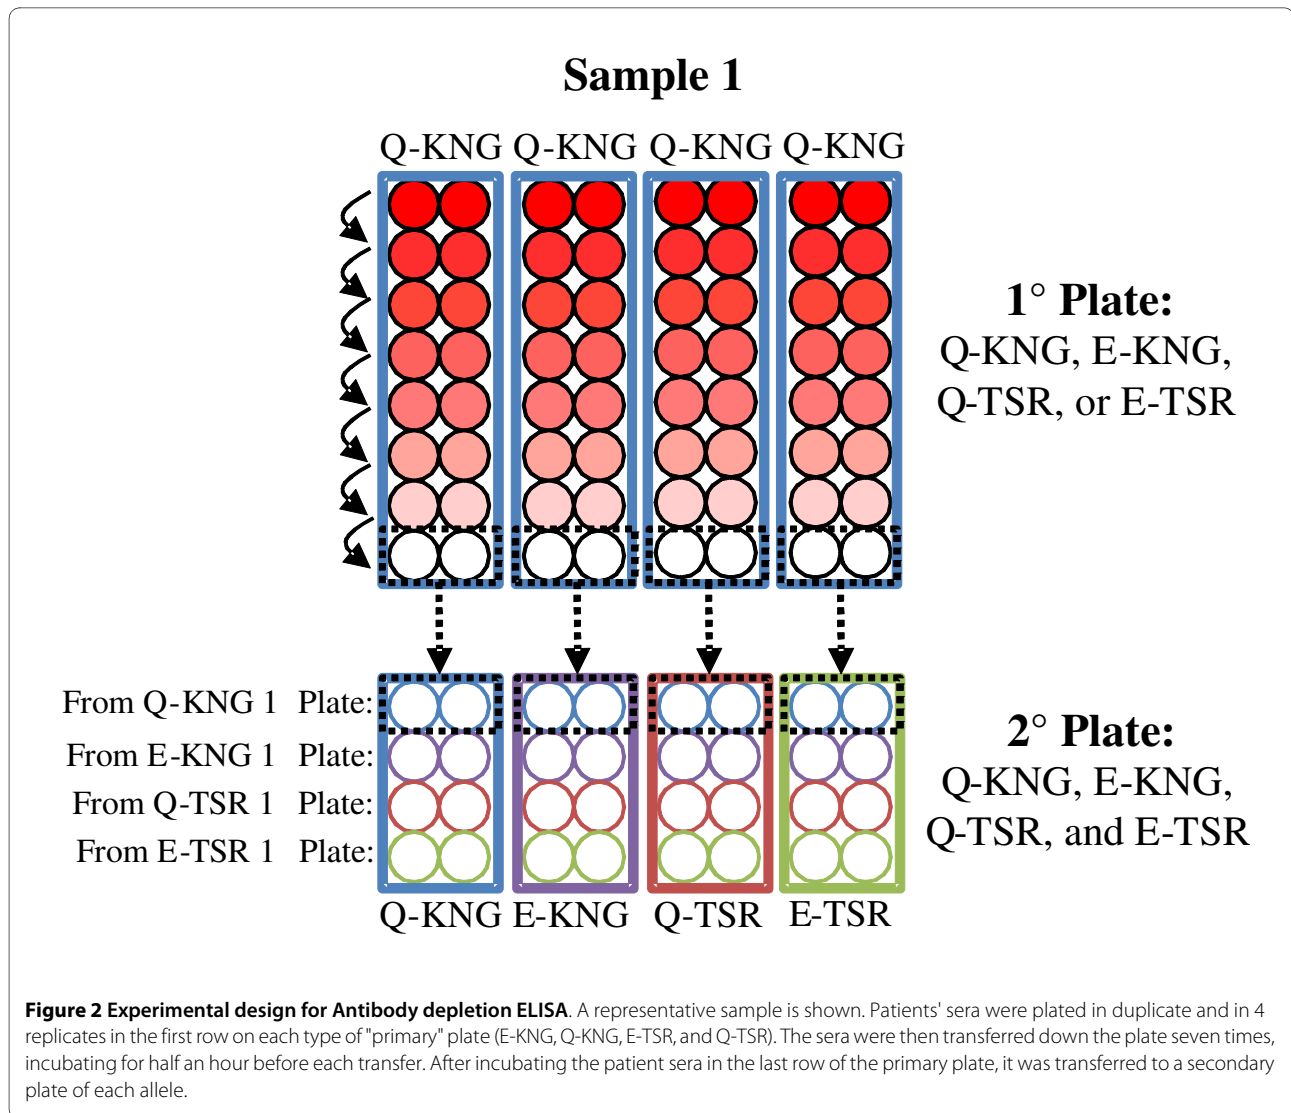 Sample 1
Q-KNG Q-KNG Q-KNG Q-KNG
1° Plate:
Q-KNG, E-KNG,
Q-TSR, or E-TSR
From Q-KNG 1 Plate:
From E-KNG 1 Plate:
From Q-TSR 1 Plate:
From E-TSR 1 Plate:
2° Plate:
Q-KNG, E-KNG,
Q-TSR, and E-TSR
Q-KNG E-KNG Q-TSR E-TSR
Figure 2 Experimental design for Antibody depletion ELISA. A representative sample is shown. Patients' sera were plated in duplicate and in 4
replicates in the first row on each type of "primary" plate (E-KNG, Q-KNG, E-TSR, and Q-TSR). The sera were then transferred down the plate seven times,
incubating for half an hour before each transfer. After incubating the patient sera in the last row of the primary plate, it was transferred to a secondary
plate of each allele.